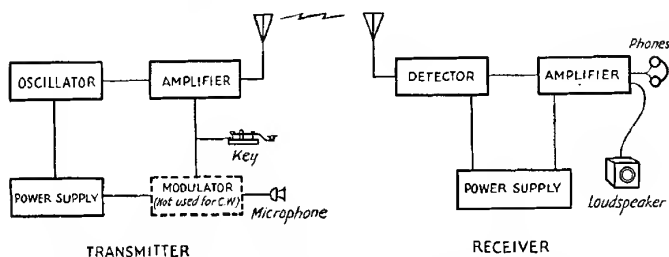 OSCILLATOR
AMPLIFIER
Key
POWER SUPPLY
MODULATOR
(Not used for C.W.)
Microphone
TRANSMITTER
DETECTOR
AMPLIFIER
Phones
POWER SUPPLY
Loudspeaker
RECEIVER